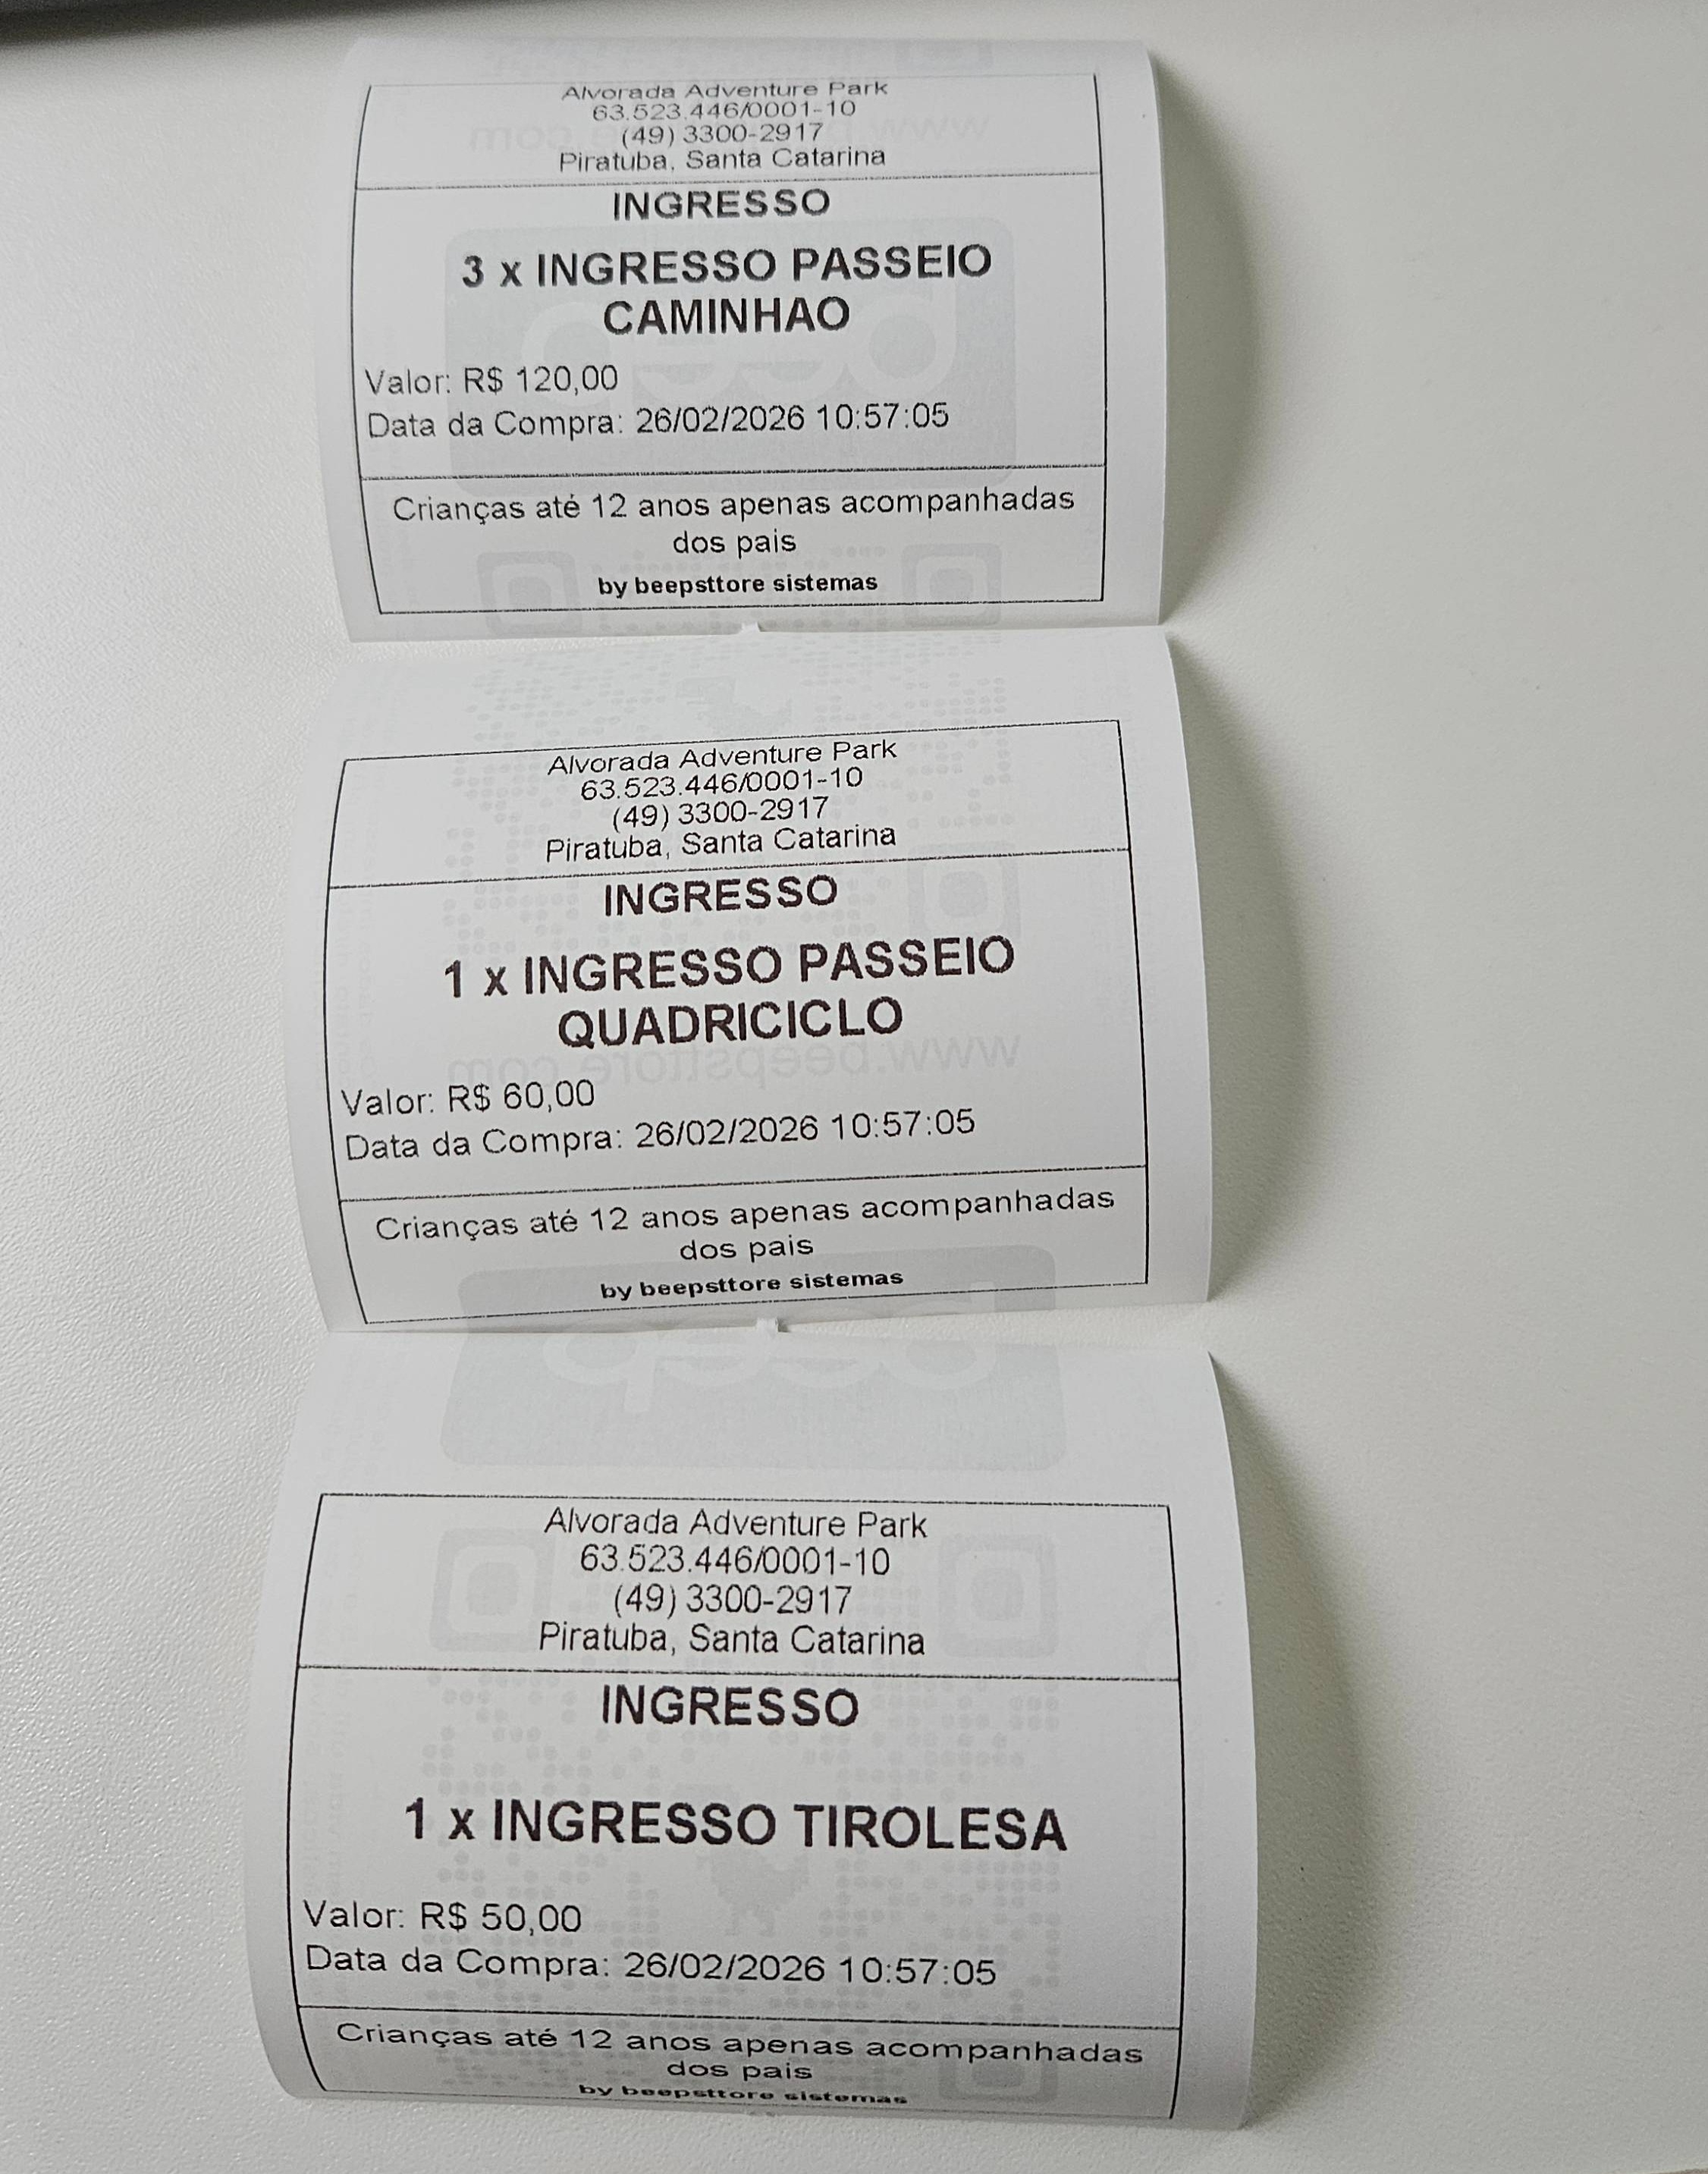 Alvorada Adventure Park
63.523.446/0001-10
(49) 3300-2917
Piratuba, Santa Catarina
INGRESSO
3 x INGRESSO PASSEIO
CAMINHAO
Valor: R$ 120,00
Data da Compra: 26/02/2026 10:57:05
Crianças até 12 anos apenas acompanhadas
dos pais
by beepsttore sistemas
Alvorada Adventure Park
63.523.446/0001-10
(49) 3300-2917
Piratuba, Santa Catarina
INGRESSO
1 x INGRESSO PASSEIO
QUADRICICLO
www.beepsttore.com
Valor: R$ 60,00
Data da Compra: 26/02/2026 10:57:05
Crianças até 12 anos apenas acompanhadas
dos pais
by beepsttore sistemas
beep
Alvorada Adventure Park
63.523.446/0001-10
(49) 3300-2917
Piratuba, Santa Catarina
INGRESSO
1 x INGRESSO TIROLESA
Valor: R$ 50,00
Data da Compra: 26/02/2026 10:57:05
Crianças até 12 anos apenas acompanhadas
dos pais
by beepsttore sistemas